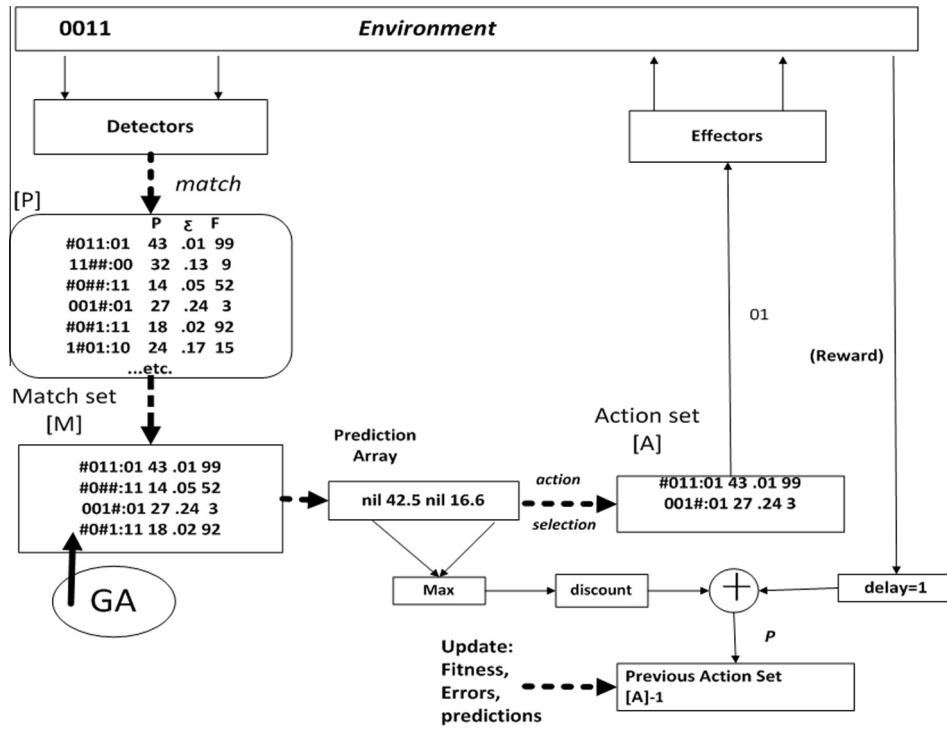 0011 Environment
Detectors
Effectors
match
[P]
P Ɛ F
#011:01 43 .01 99
11##:00 32 .13 9
#0##:11 14 .05 52
001#:01 27 .24 3
#0#1:11 18 .02 92
1#01:10 24 .17 15
...etc.
01
(Reward)
Match set
[M]
#011:01 43 .01 99
#0##:11 14 .05 52
001#:01 27 .24 3
#0#1:11 18 .02 92
GA
Prediction
Array
nil 42.5 nil 16.6
action
selection
Action set
[A]
#011:01 43 .01 99
001#:01 27 .24 3
Max
discount
+
delay=1
P
Update:
Fitness,
Errors,
predictions
Previous Action Set
[A]-1